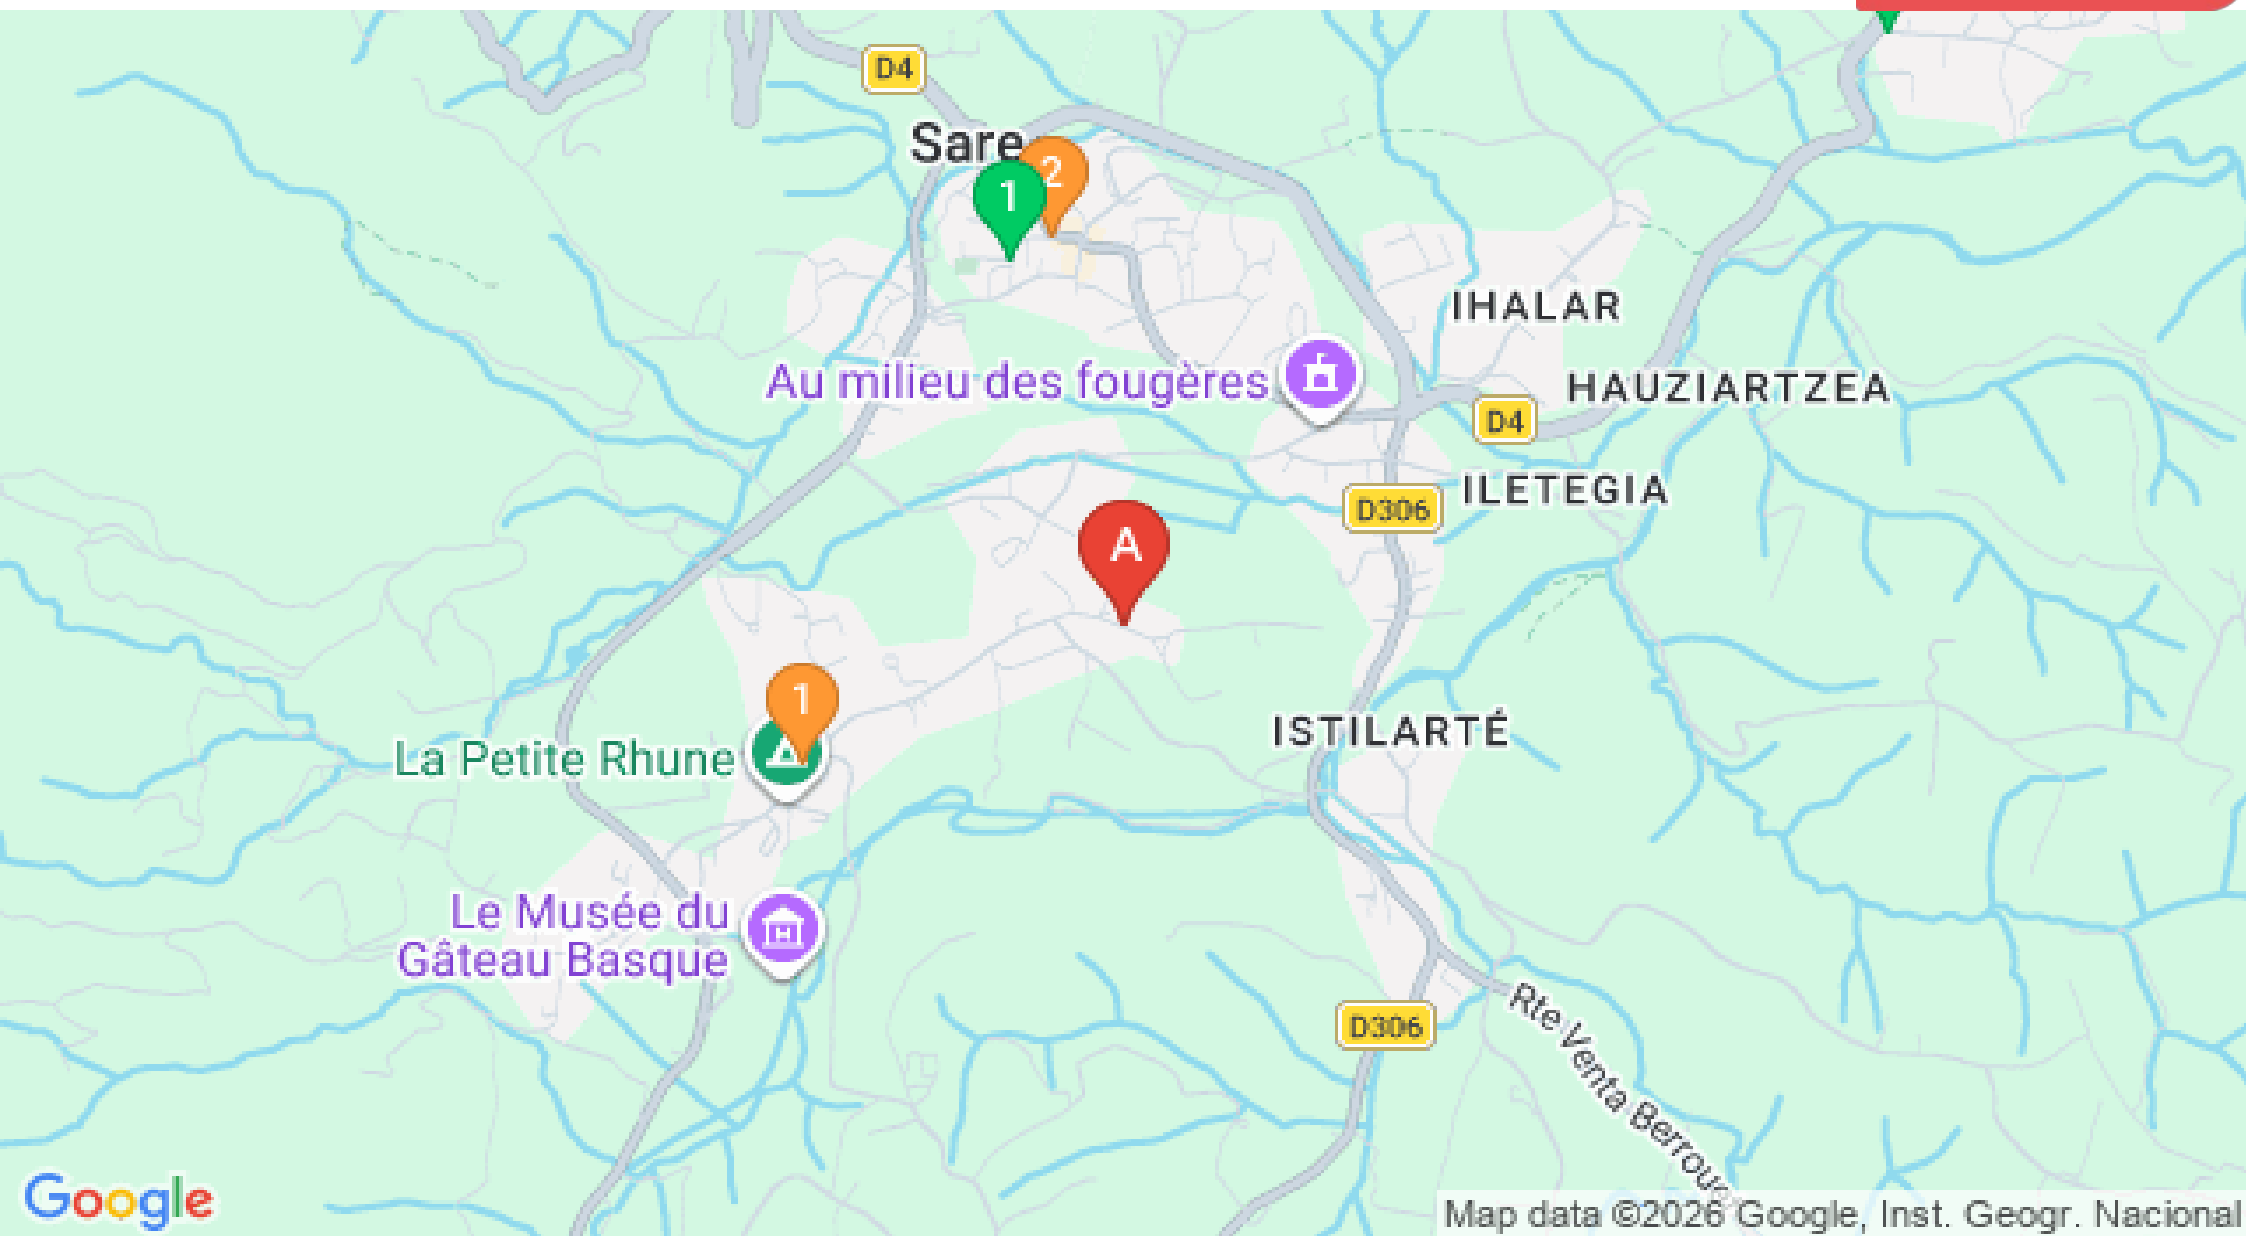 D4
Sare
2
1
IHALAR
Au milieu des fougères
HAUZIARTZEA
D4
ILETEGIA
D306
A
1
ISTILARTÉ
La Petite Rhune
Le Musée du
Gâteau Basque
Rte Venta Berrou
D306
Google
Map data ©2026 Google, Inst. Geogr. Nacional